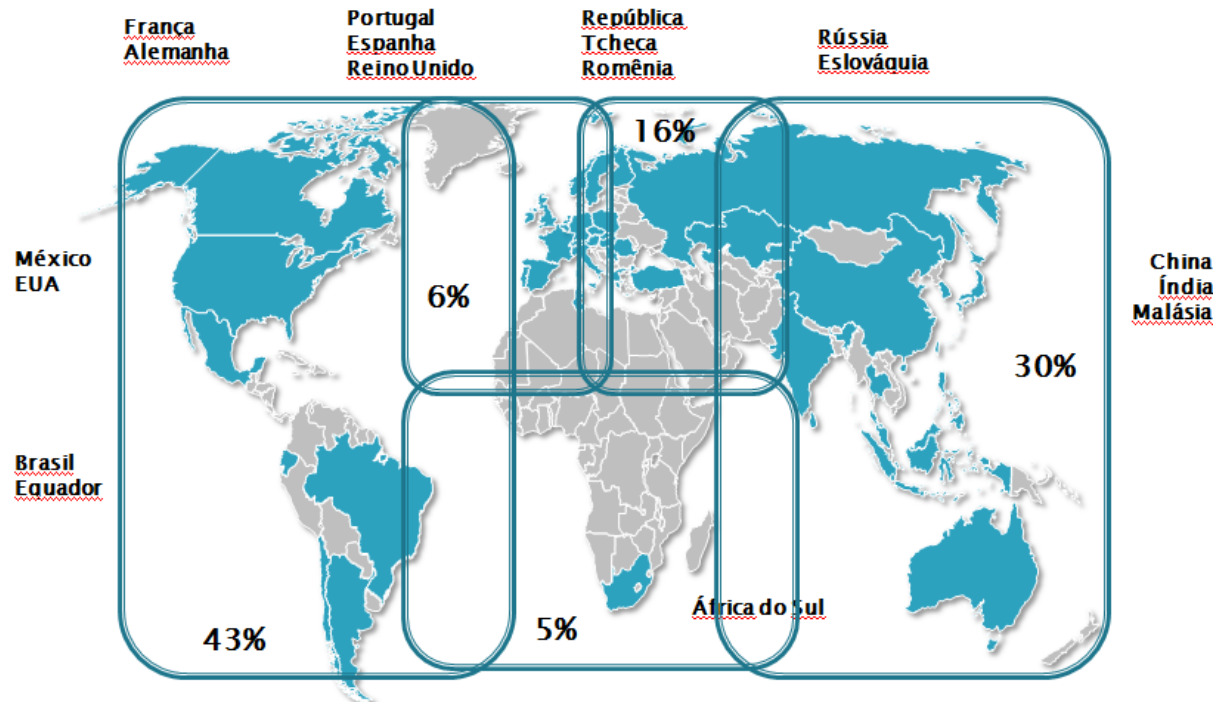 França
Alemanha
Portugal
Espanha
Reino Unido
República
Tcheca
Romênia
Rússia
Eslováquia
16%
México
EUA
6%
China
Índia
Malásia
30%
Brasil
Equador
África do Sul
43%
5%